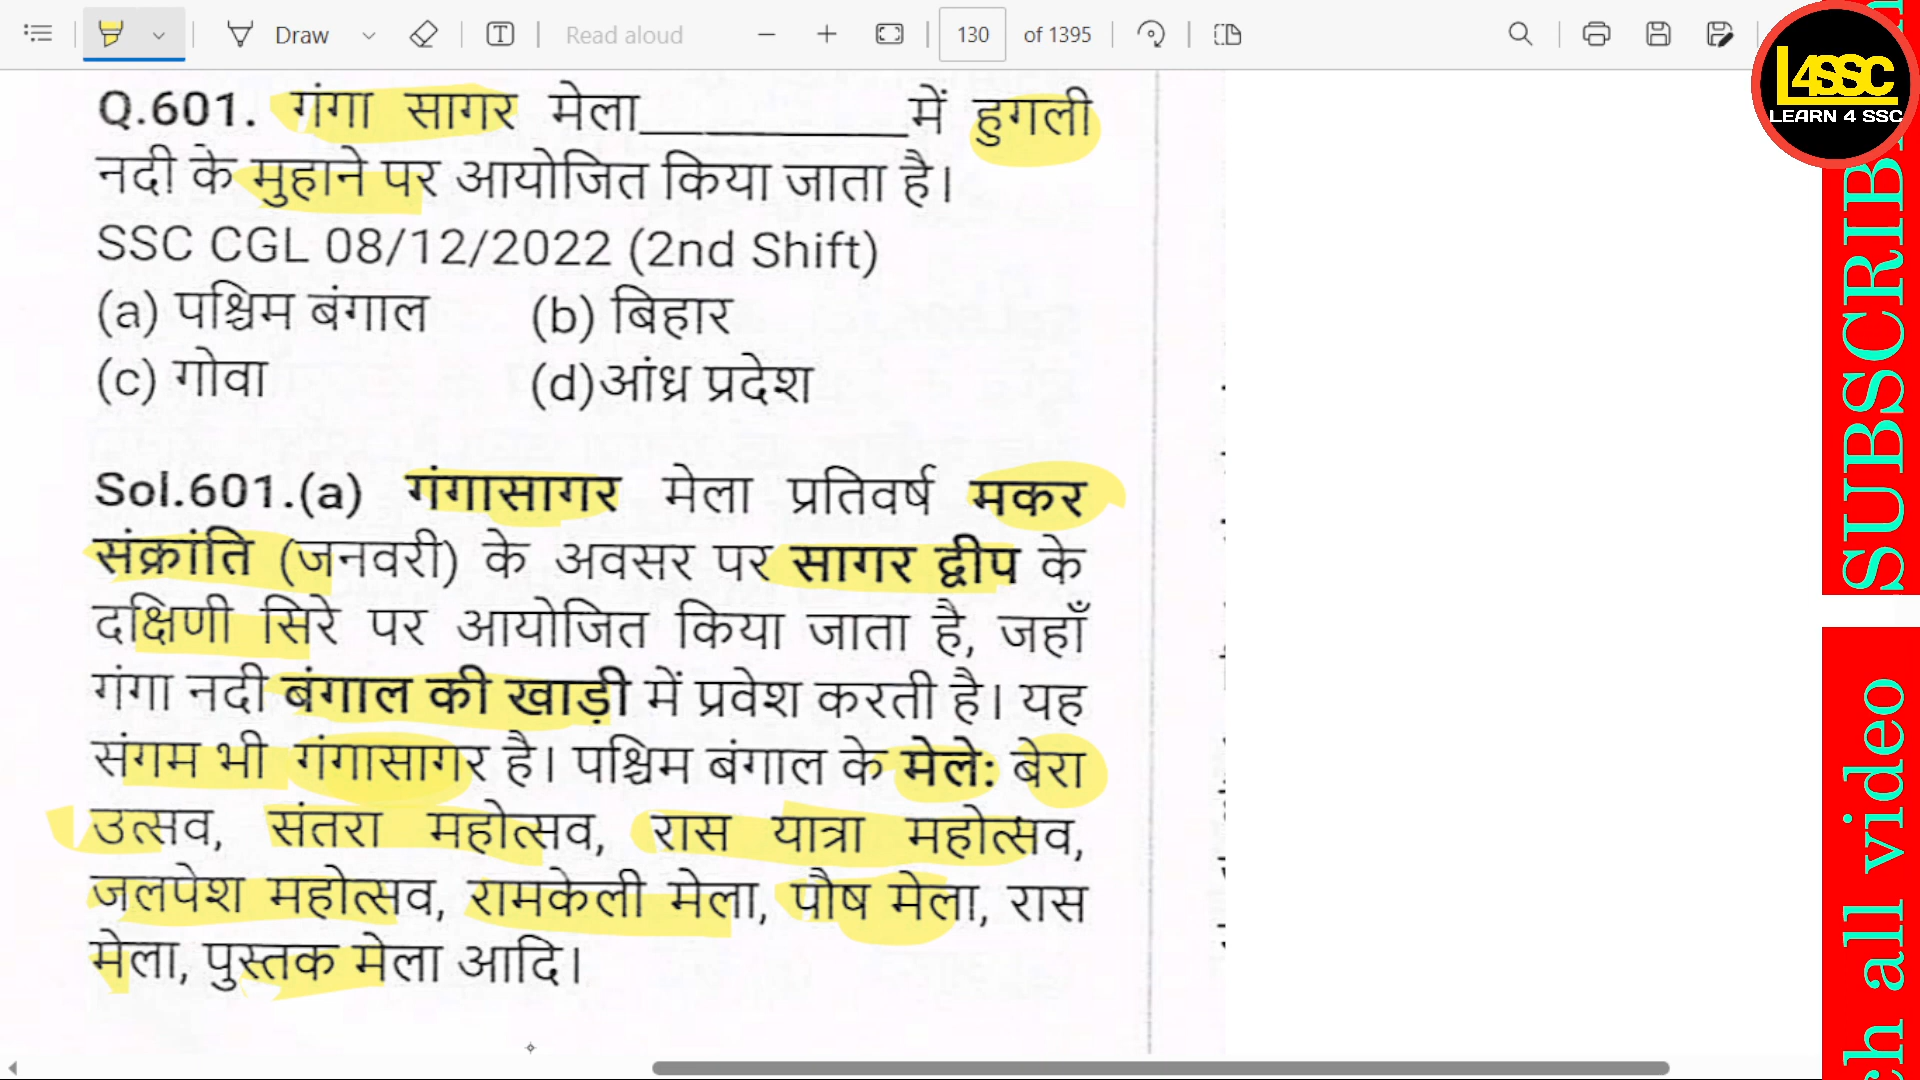 Draw
Read aloud
130 of 1395
L4SSC
LEARN 4 SSC
Q.601. गंगा सागर मेला__________में हुगली
नदी के मुहाने पर आयोजित किया जाता है।
SSC CGL 08/12/2022 (2nd Shift)
(a) पश्चिम बंगाल (b) बिहार
(c) गोवा (d)आंध्र प्रदेश
Sol.601.(a) गंगासागर मेला प्रतिवर्ष मकर
संक्रांति (जनवरी) के अवसर पर सागर द्वीप के
दक्षिणी सिरे पर आयोजित किया जाता है, जहाँ
गंगा नदी बंगाल की खाड़ी में प्रवेश करती है। यह
संगम भी गंगासागर है। पश्चिम बंगाल के मेले: बेरा
उत्सव, संतरा महोत्सव, रास यात्रा महोत्सव,
जलपेश महोत्सव, रामकेली मेला, पौष मेला, रास
मेला, पुस्तक मेला आदि।
SUBSCRIB
ch all video